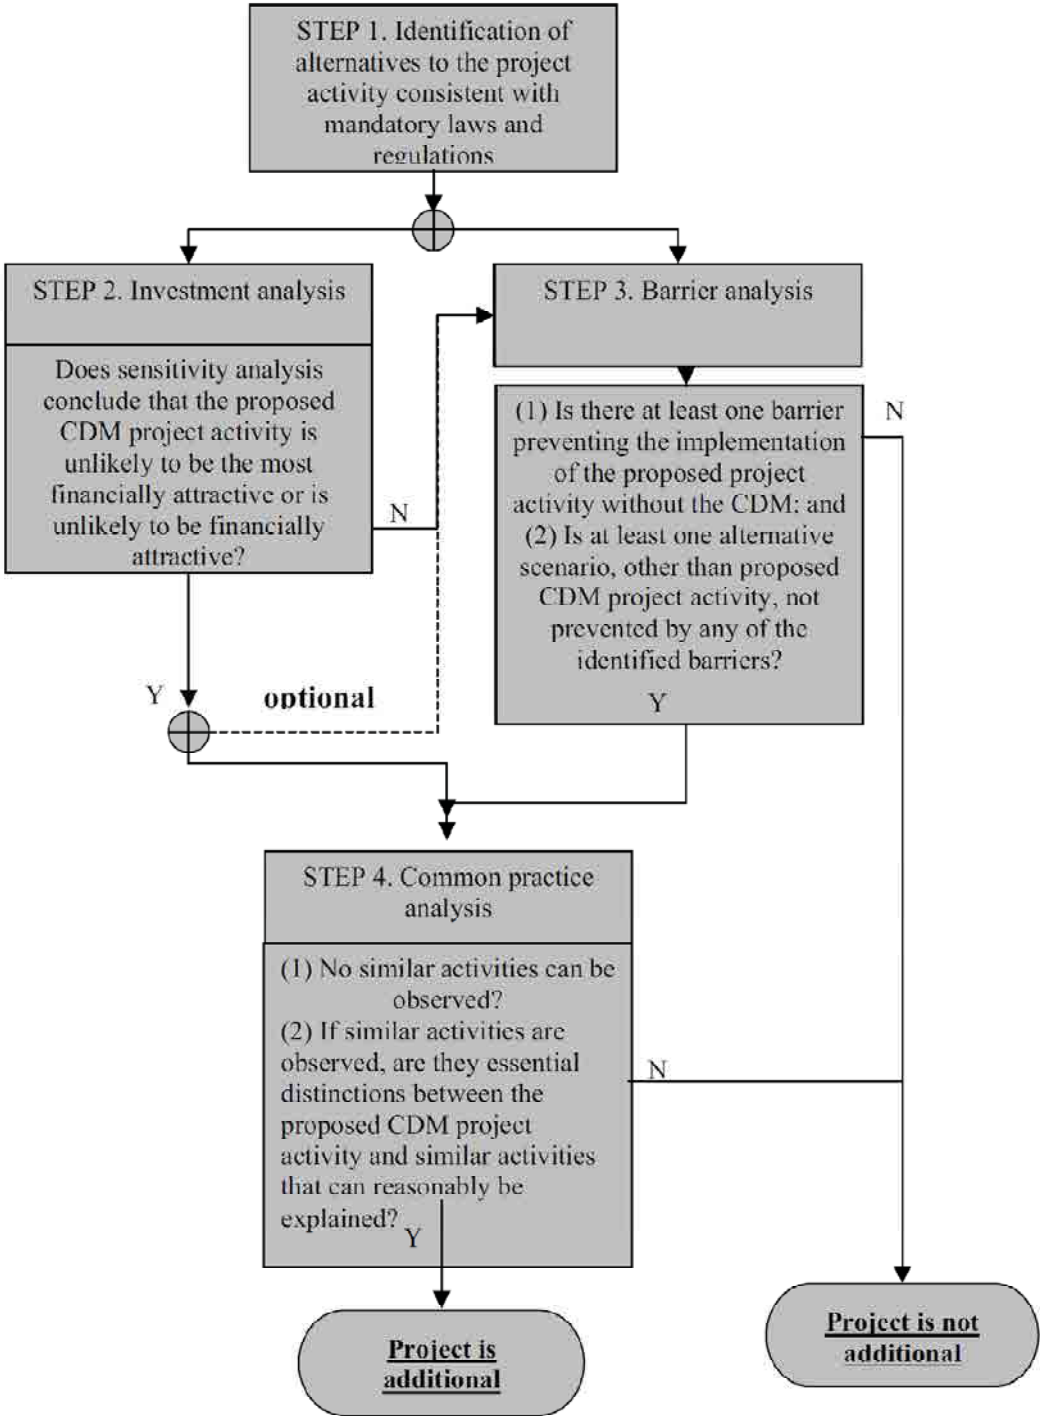 STEP 1. Identification of
alternatives to the project
activity consistent with
mandatory laws and
regulations
STEP 2. Investment analysis
Does sensitivity analysis
conclude that the proposed
CDM project activity is
unlikely to be the most
financially attractive or is
unlikely to be financially
attractive?
N
Y
optional
STEP 3. Barrier analysis
(1) Is there at least one barrier
preventing the implementation
of the proposed project
activity without the CDM; and
(2) Is at least one alternative
scenario, other than proposed
CDM project activity, not
prevented by any of the
identified barriers?
Y
N
STEP 4. Common practice
analysis
(1) No similar activities can be
observed?
(2) If similar activities are
observed, are they essential
distinctions between the
proposed CDM project
activity and similar activities
that can reasonably be
explained?
Y
N
Project is
additional
Project is not
additional